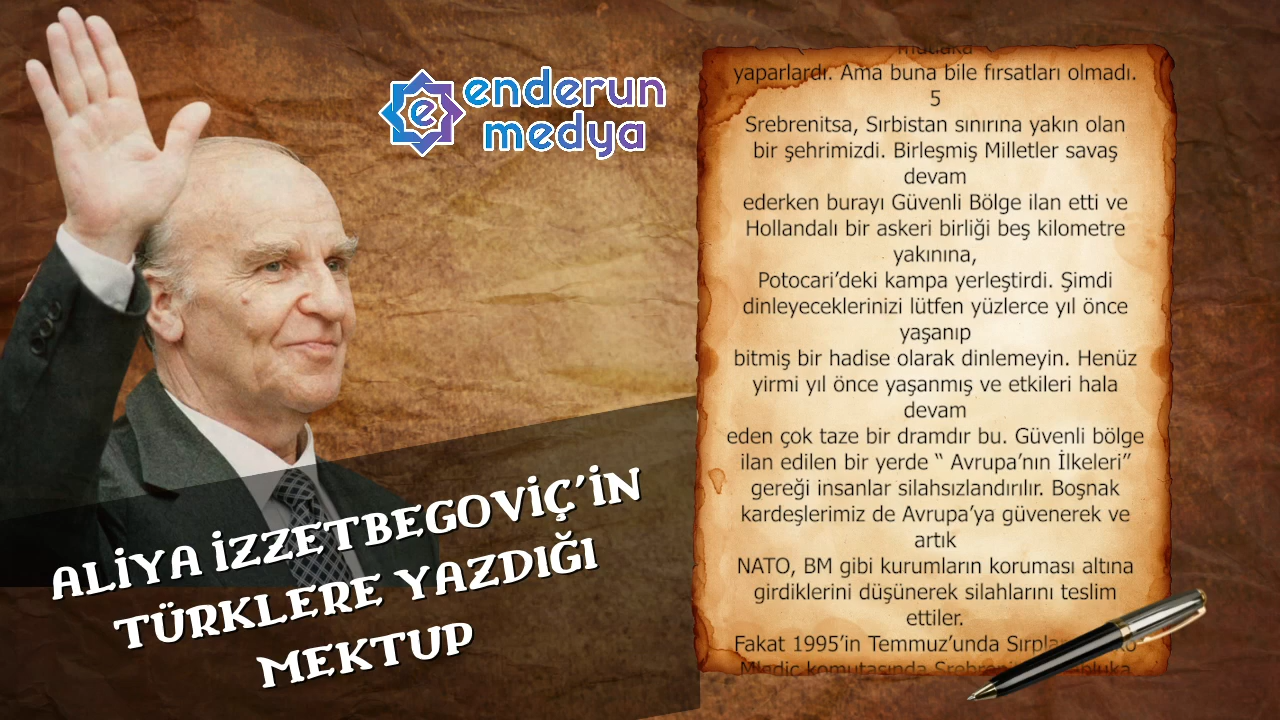 enderun
medya
ALİYA İZZETBEGOVİÇ'İN
TÜRKLERE YAZDIĞI
MEKTUP
mutlaka
yaparlardı. Ama buna bile fırsatları olmadı.
5
Srebrenitsa, Sırbistan sınırına yakın olan
bir şehrimizdi. Birleşmiş Milletler savaş
devam
ederken burayı Güvenli Bölge ilan etti ve
Hollandalı bir askeri birliği beş kilometre
yakınına,
Potocari’deki kampa yerleştirdi. Şimdi
dinleyeceklerinizi lütfen yüzlerce yıl önce
yaşanıp
bitmiş bir hadise olarak dinlemeyin. Henüz
yirmi yıl önce yaşanmış ve etkileri hala
devam
eden çok taze bir dramdır bu. Güvenli bölge
ilan edilen bir yerde “ Avrupa’nın İlkeleri”
gereği insanlar silahsızlandırılır. Boşnak
kardeşlerimiz de Avrupa’ya güvenerek ve
artık
NATO, BM gibi kurumların koruması altına
girdiklerini düşünerek silahlarını teslim
ettiler.
Fakat 1995’in Temmuz’unda
Mladic komutasında